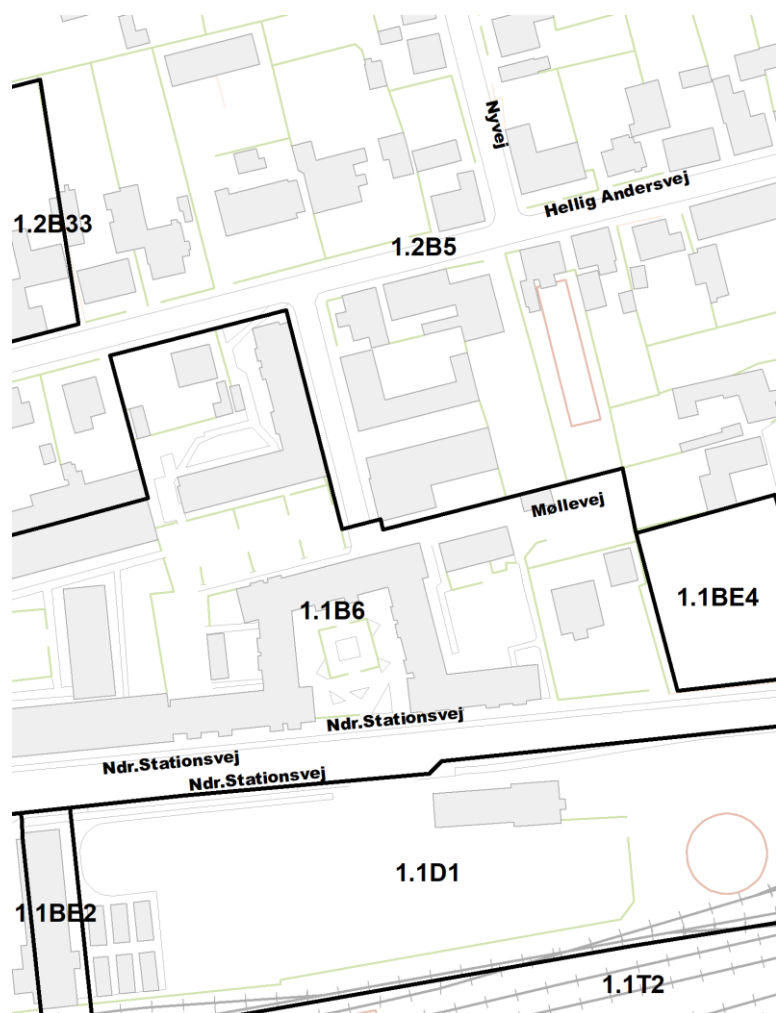 Nyvej
Hellig Andersvej
1.2B33
1.2B5
Møllevej
1.1B6
1.1BE4
Ndr.Stationsvej
Ndr.Stationsvej
Ndr.Stationsvej
1.1D1
1.1BE2
1.1T2